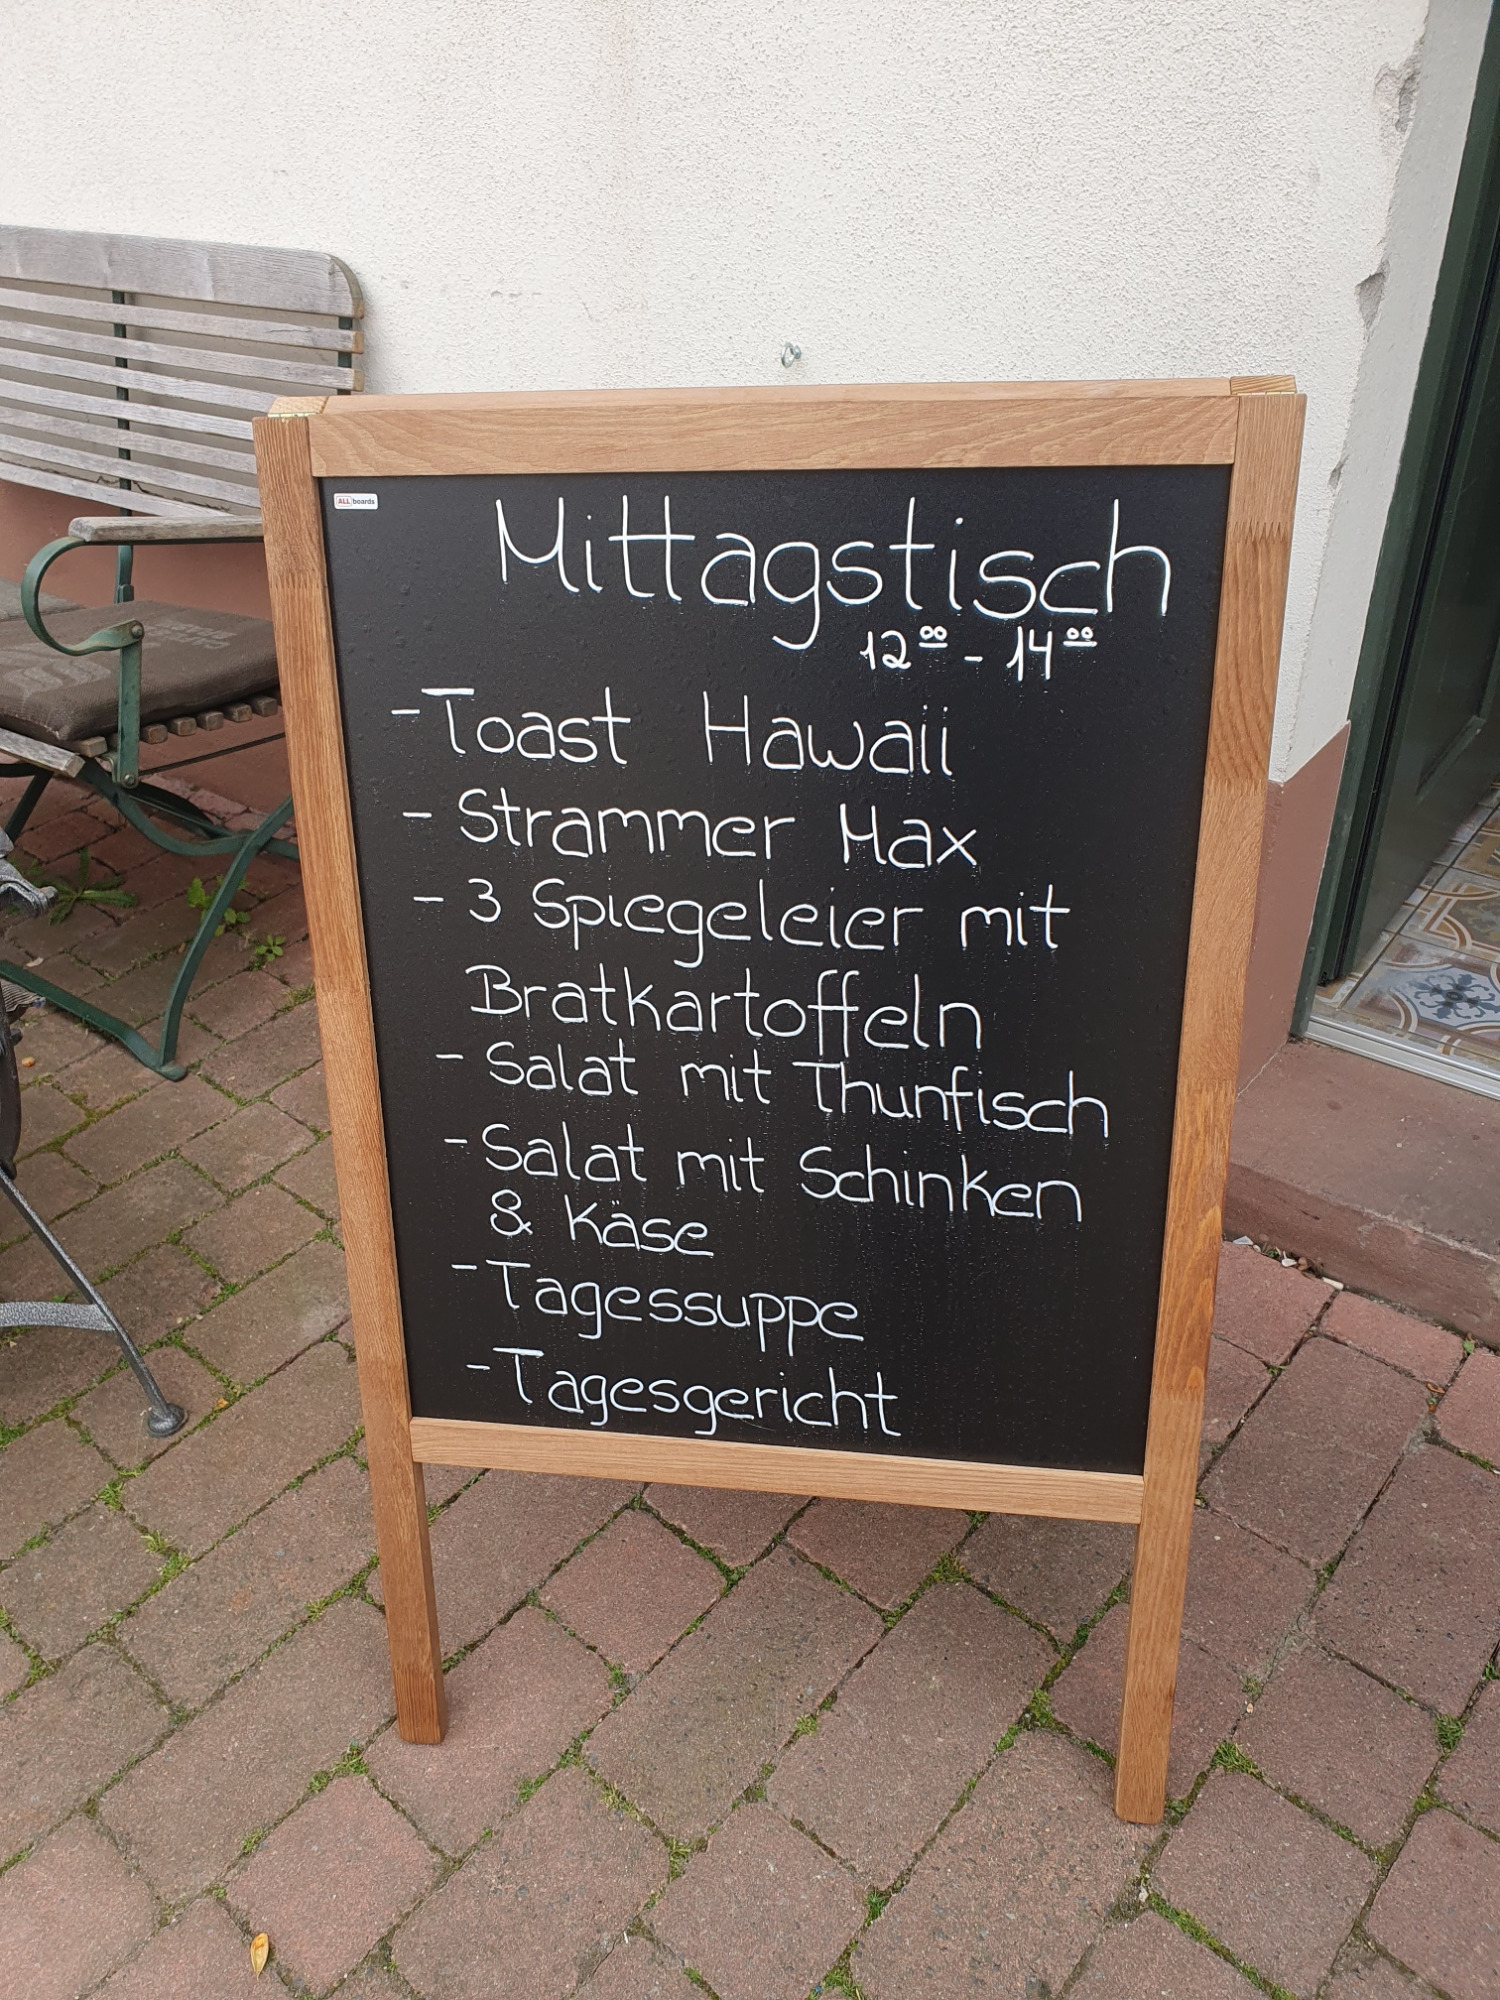 ALLboards
Mittagstisch
12⁰⁰ - 14⁰⁰
- Toast Hawaii
- Strammer Max
- 3 Spiegeleier mit
Bratkartoffeln
- Salat mit Thunfisch
- Salat mit Schinken
& Käse
- Tagessuppe
- Tagesgericht